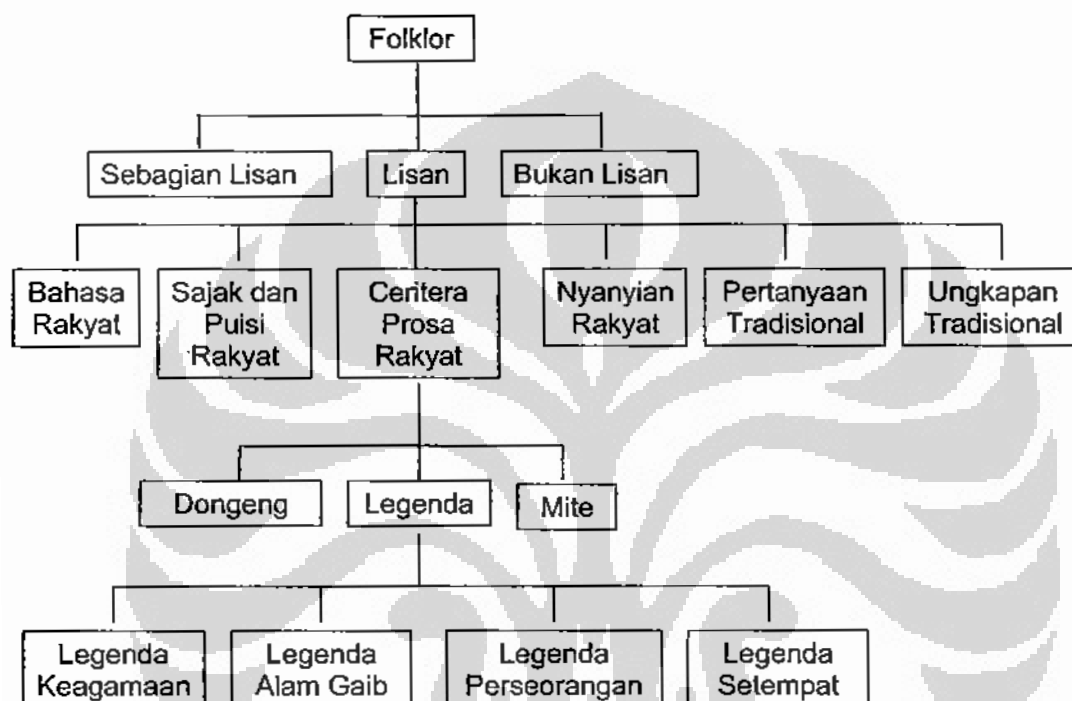 Folklor
Sebagian Lisan
Lisan
Bukan Lisan
Bahasa
Rakyat
Sajak dan
Puisi
Rakyat
Ceritera
Prosa
Rakyat
Nyanyian
Rakyat
Pertanyaan
Tradisional
Ungkapan
Tradisional
Dongeng
Legenda
Mite
Legenda
Keagamaan
Legenda
Alam Gaib
Legenda
Perseorangan
Legenda
Setempat